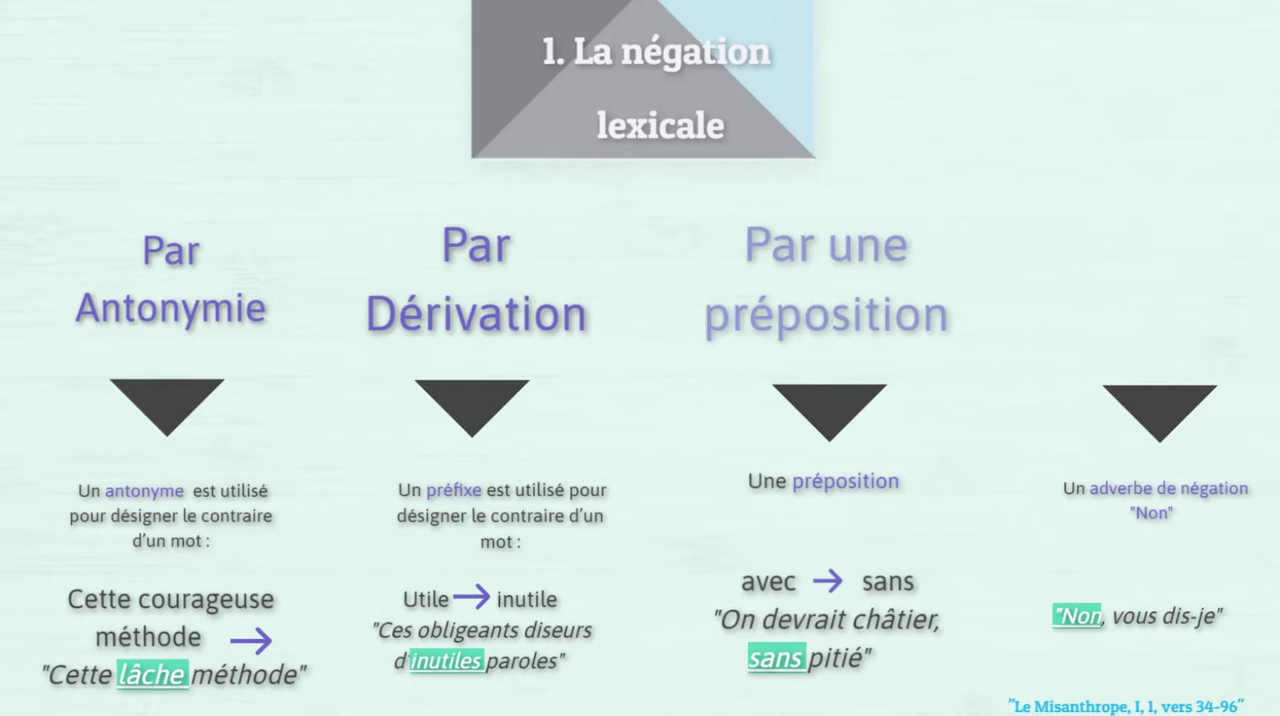 1. La négation
lexicale
Par
Antonymie
Un antonyme est utilisé
pour désigner le contraire
d'un mot :
Cette courageuse
méthode →
"Cette lâche méthode"
Par
Dérivation
Un préfixe est utilisé pour
désigner le contraire d'un
mot :
Utile → inutile
"Ces obligeants diseurs
d'inutiles paroles"
Par une
préposition
Une préposition
avec → sans
"On devrait châtier,
sans pitié"
Un adverbe de négation
"Non"
"Non, vous dis-je"
"Le Misanthrope, I, 1, vers 34-96"